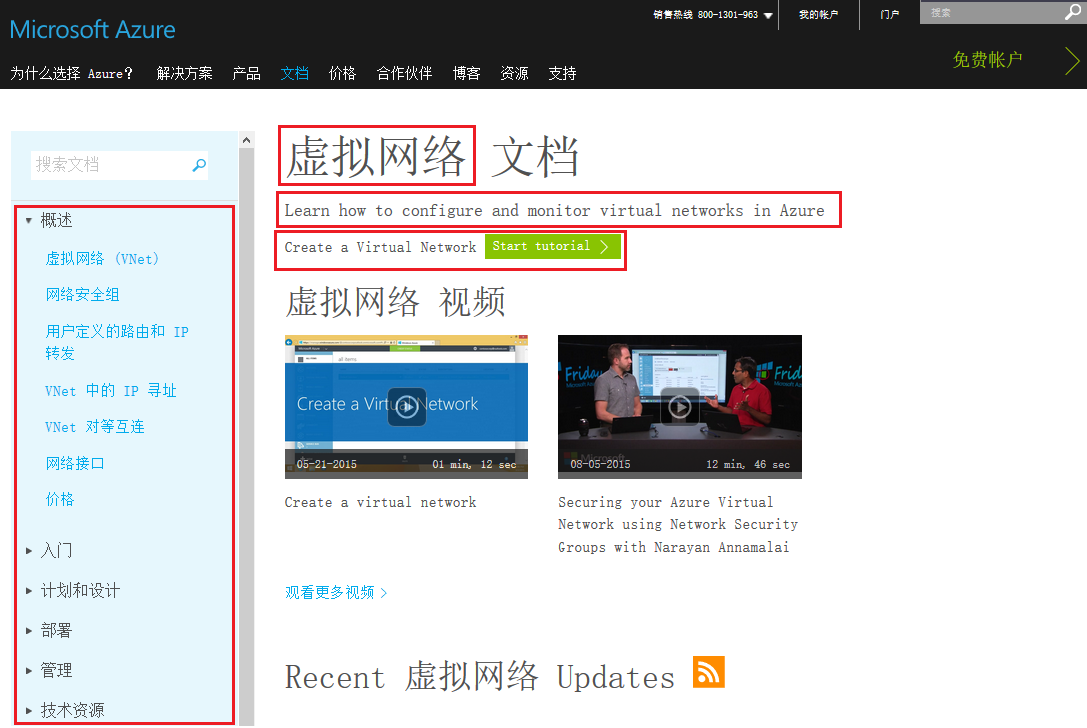 销售热线 800-1301-963
我的帐户
门户
搜索
Microsoft Azure
免费帐户
为什么选择 Azure? 解决方案 产品 文档 价格 合作伙伴 博客 资源 支持
搜索文档
概述
虚拟网络 (VNet)
网络安全组
用户定义的路由和 IP
转发
VNet 中的 IP 寻址
VNet 对等互连
网络接口
价格
入门
计划和设计
部署
管理
技术资源
虚拟网络 文档
Learn how to configure and monitor virtual networks in Azure
Create a Virtual Network Start tutorial
虚拟网络 视频
Create a Virtual Network
05-21-2015 01 min, 12 sec
Create a virtual network
Friday
Microsoft
08-05-2015 12 min, 46 sec
Securing your Azure Virtual
Network using Network Security
Groups with Narayan Annamalai
观看更多视频
Recent 虚拟网络 Updates